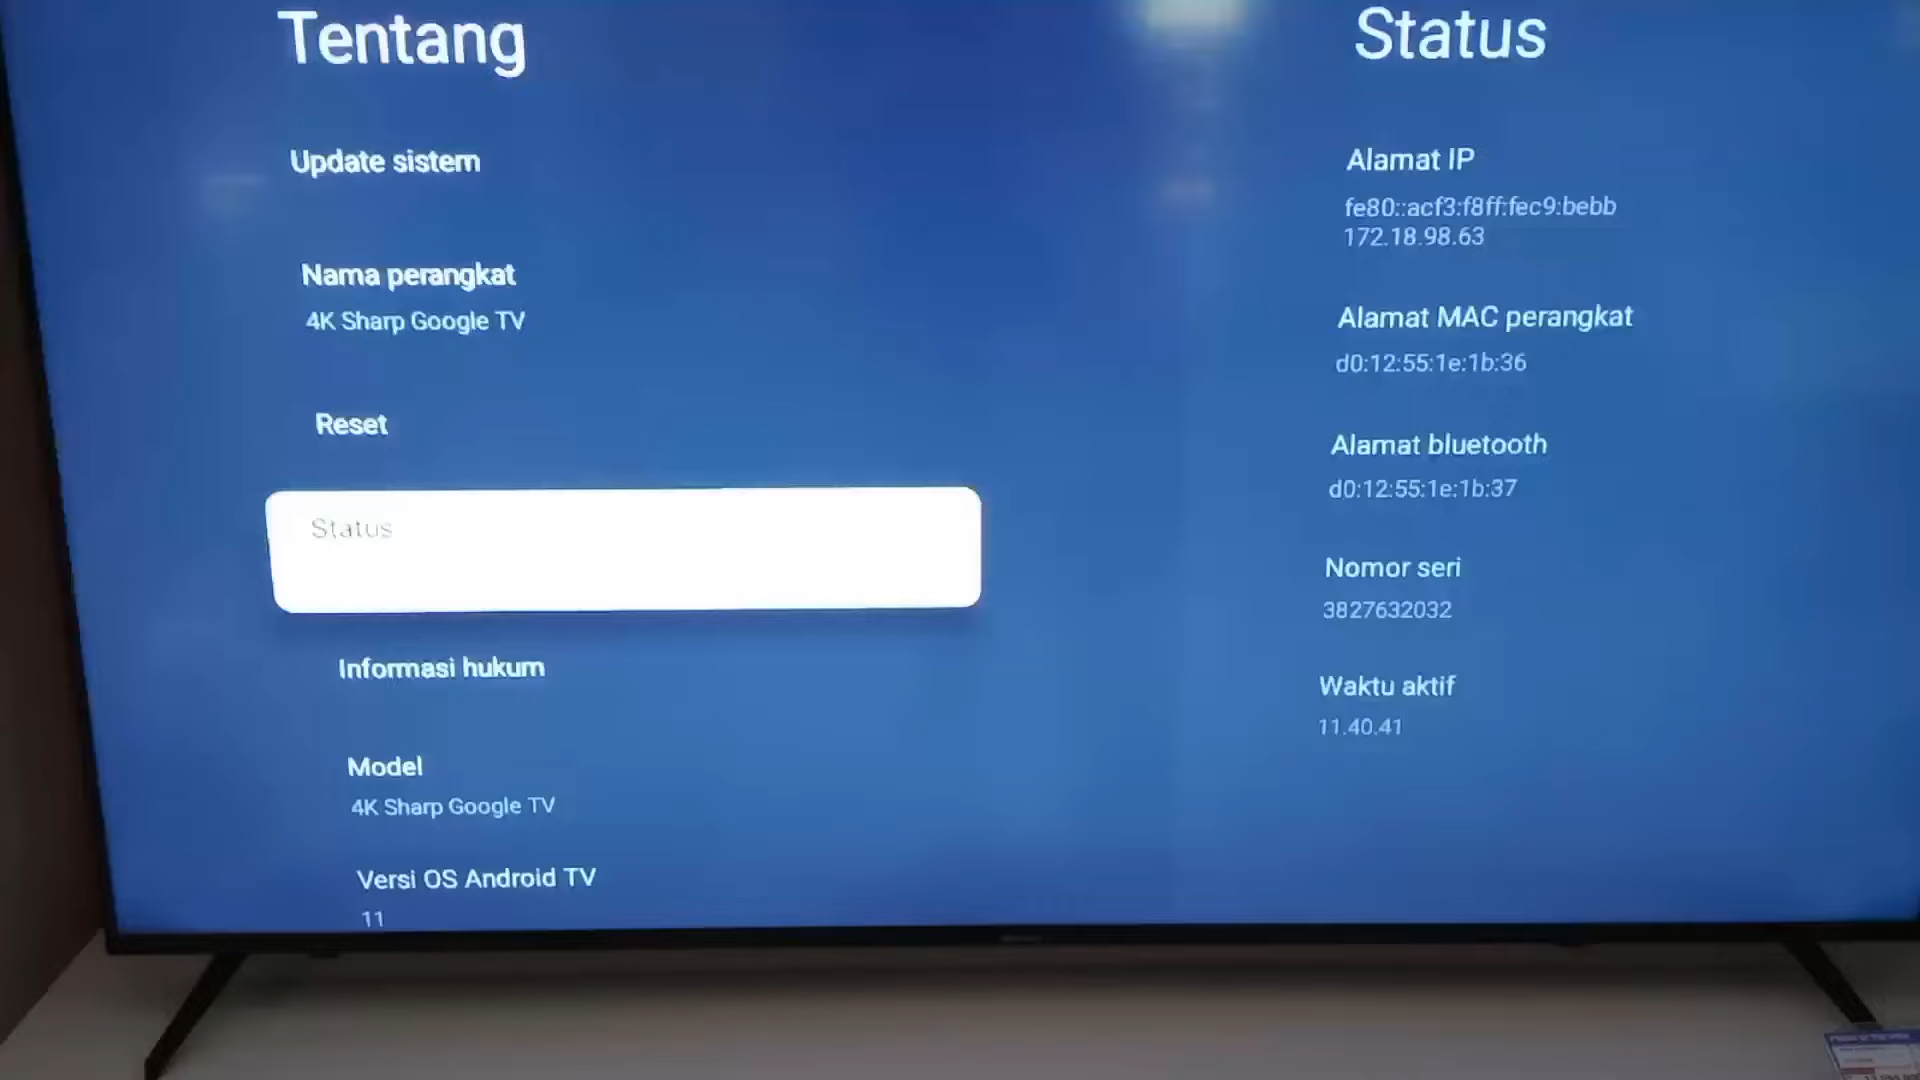 Tentang
Update sistem
Nama perangkat
4K Sharp Google TV
Reset
Status
Informasi hukum
Model
4K Sharp Google TV
Versi OS Android TV
11
Status
Alamat IP
fe80::acf3:f8ff:fec9:bebb
172.18.98.63
Alamat MAC perangkat
d0:12:55:1e:1b:36
Alamat bluetooth
d0:12:55:1e:1b:37
Nomor seri
3827632032
Waktu aktif
11.40.41